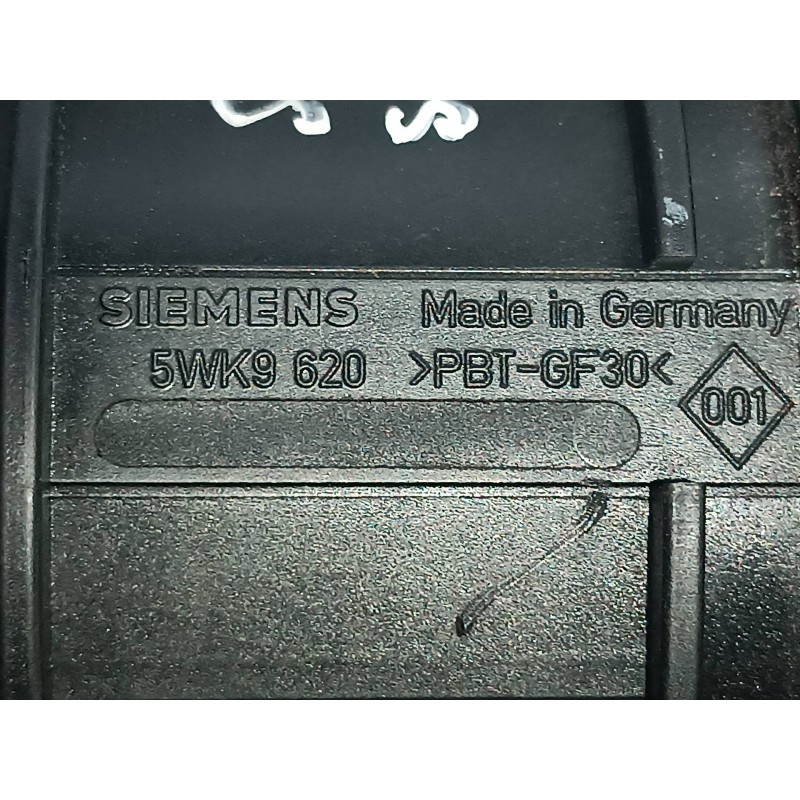 SIEMENS Made in Germany
5WK9 620 >PBT-GF30< 001